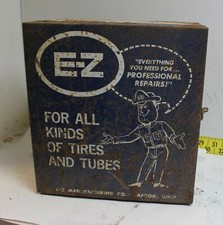 E-Z
"EVERYTHING
YOU NEED FOR...
PROFESSIONAL
REPAIRS!"
FOR ALL
KINDS
OF TIRES
AND TUBES
E-Z MANUFACTURING CO.